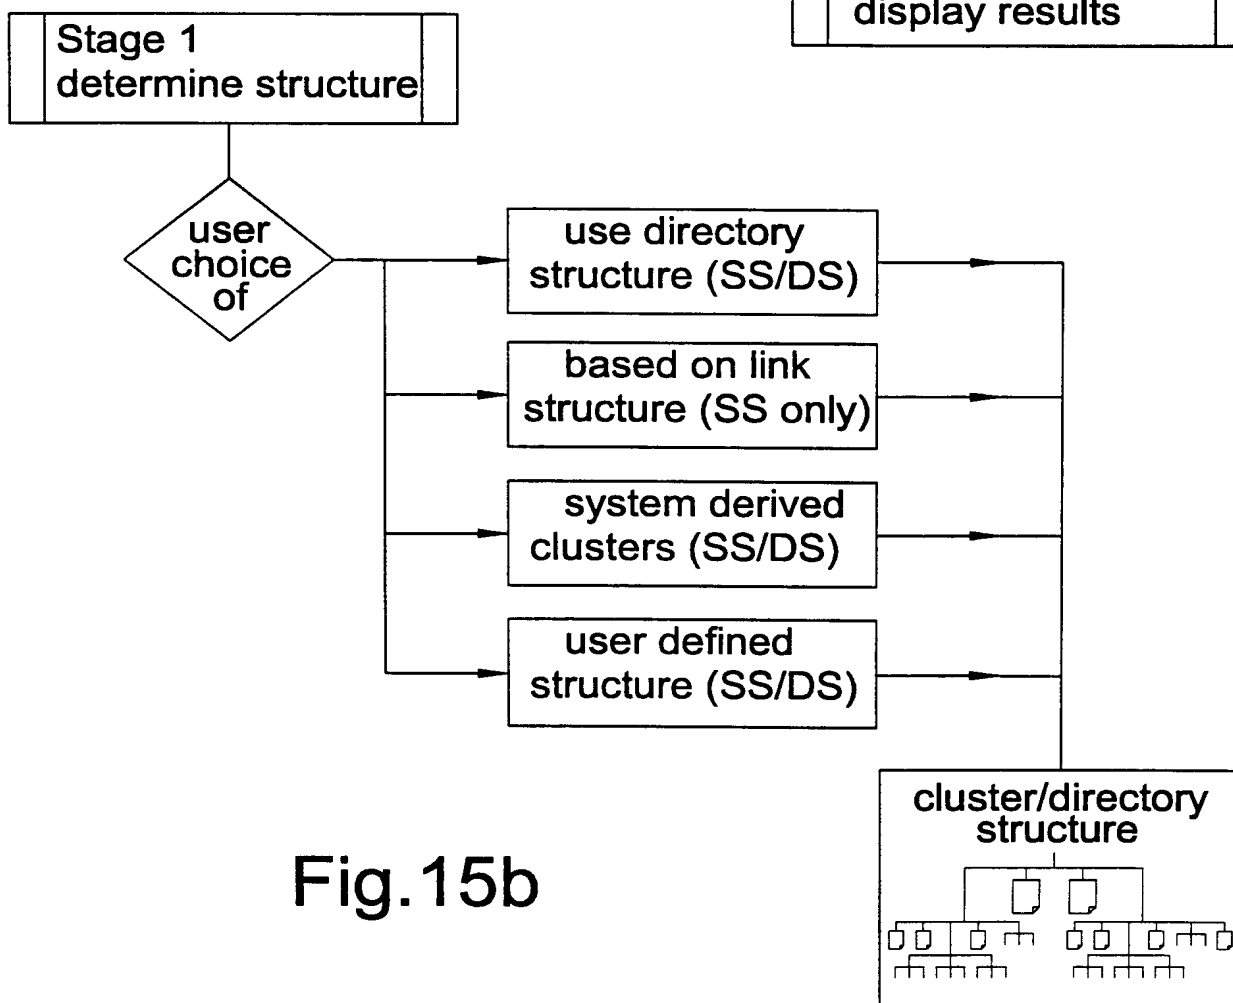 display results
Stage 1
determine structure
user
choice
of
use directory
structure (SS/DS)
based on link
structure (SS only)
system derived
clusters (SS/DS)
user defined
structure (SS/DS)
cluster/directory
structure
Fig.15b